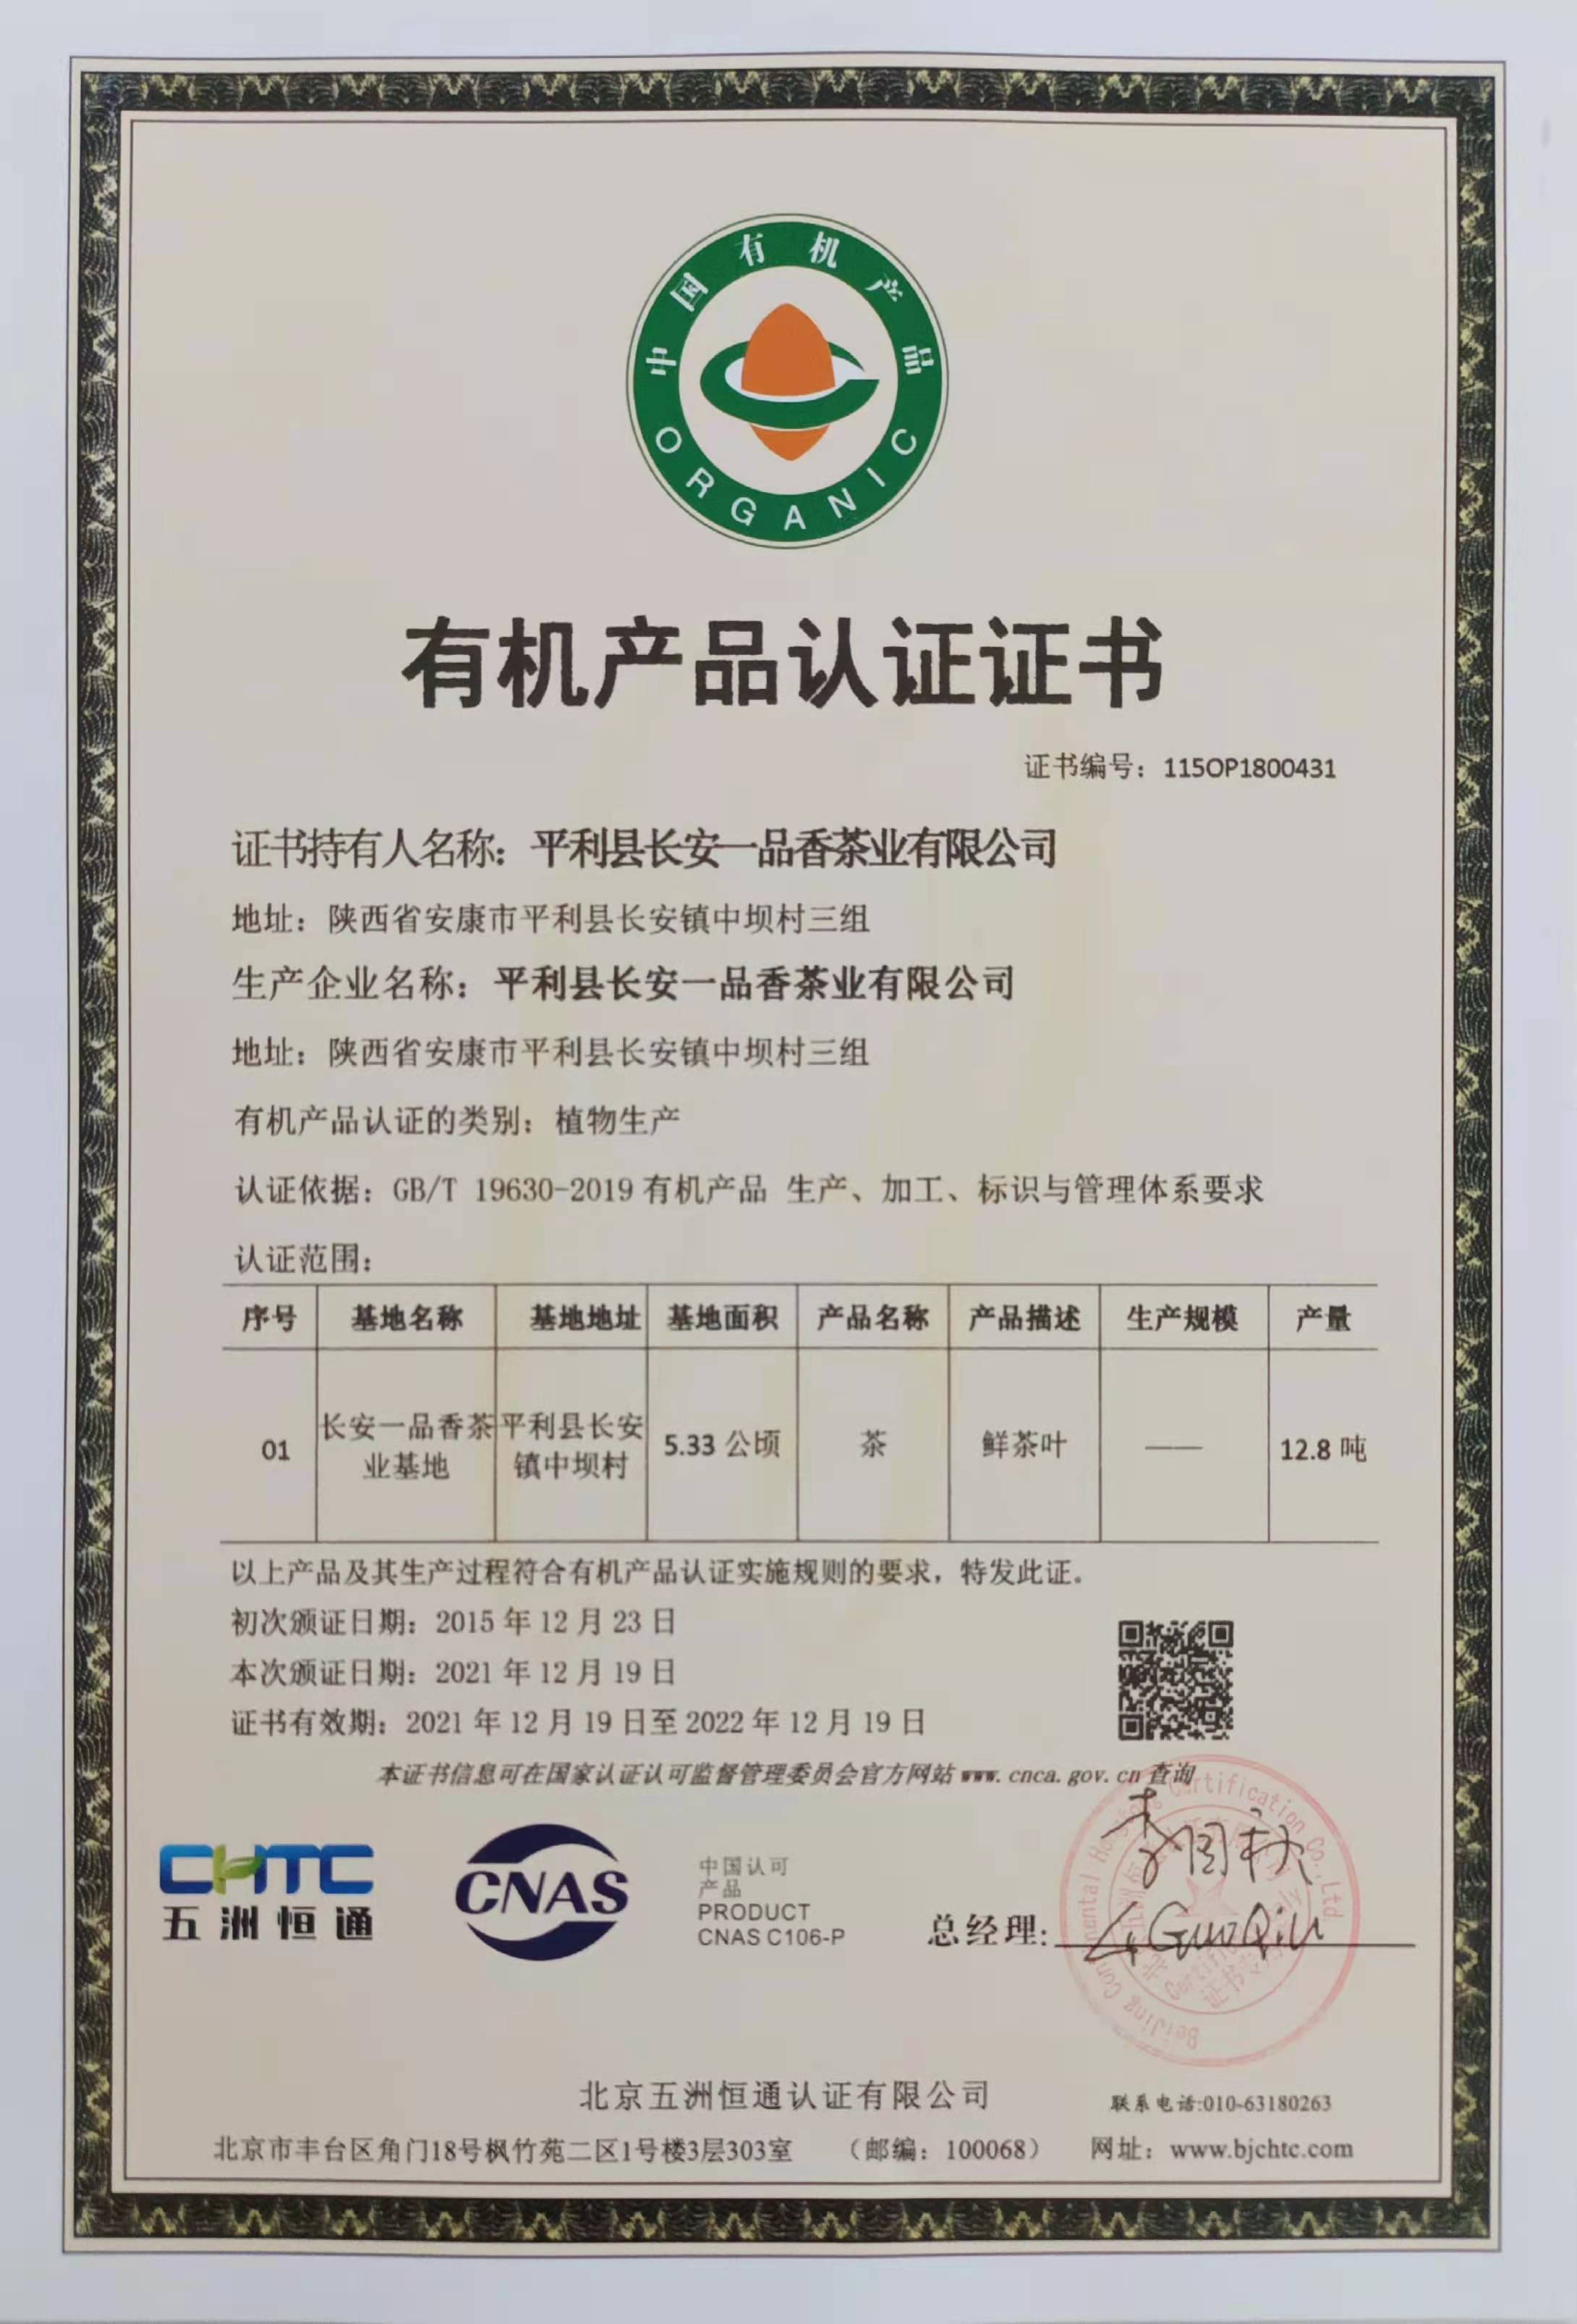 中国有机产品
ORGANIC
有机产品认证证书
证书编号：115OP1800431
证书持有人名称：平利县长安一品香茶业有限公司
地址：陕西省安康市平利县长安镇中坝村三组
生产企业名称：平利县长安一品香茶业有限公司
地址：陕西省安康市平利县长安镇中坝村三组
有机产品认证的类别：植物生产
认证依据：GB/T 19630-2019 有机产品 生产、加工、标识与管理体系要求
认证范围：
序号 基地名称 基地地址 基地面积 产品名称 产品描述 生产规模 产量
01 长安一品香茶业基地 平利县长安镇中坝村 5.33 公顷 茶 鲜茶叶 —— 12.8 吨
以上产品及其生产过程符合有机产品认证实施规则的要求，特发此证。
初次颁证日期：2015 年 12 月 23 日
本次颁证日期：2021 年 12 月 19 日
证书有效期：2021 年 12 月 19 日至 2022 年 12 月 19 日
本证书信息可在国家认证认可监督管理委员会官方网站 www.cnca.gov.cn 查询
CHTC
五洲恒通
CNAS
中国认可
产品
PRODUCT
CNAS C106-P
总经理：
李国秋
Li GuoQiu
北京五洲恒通认证有限公司
联系电话:010-63180263
北京市丰台区角门18号枫竹苑二区1号楼3层303室 （邮编：100068） 网址：www.bjchtc.com